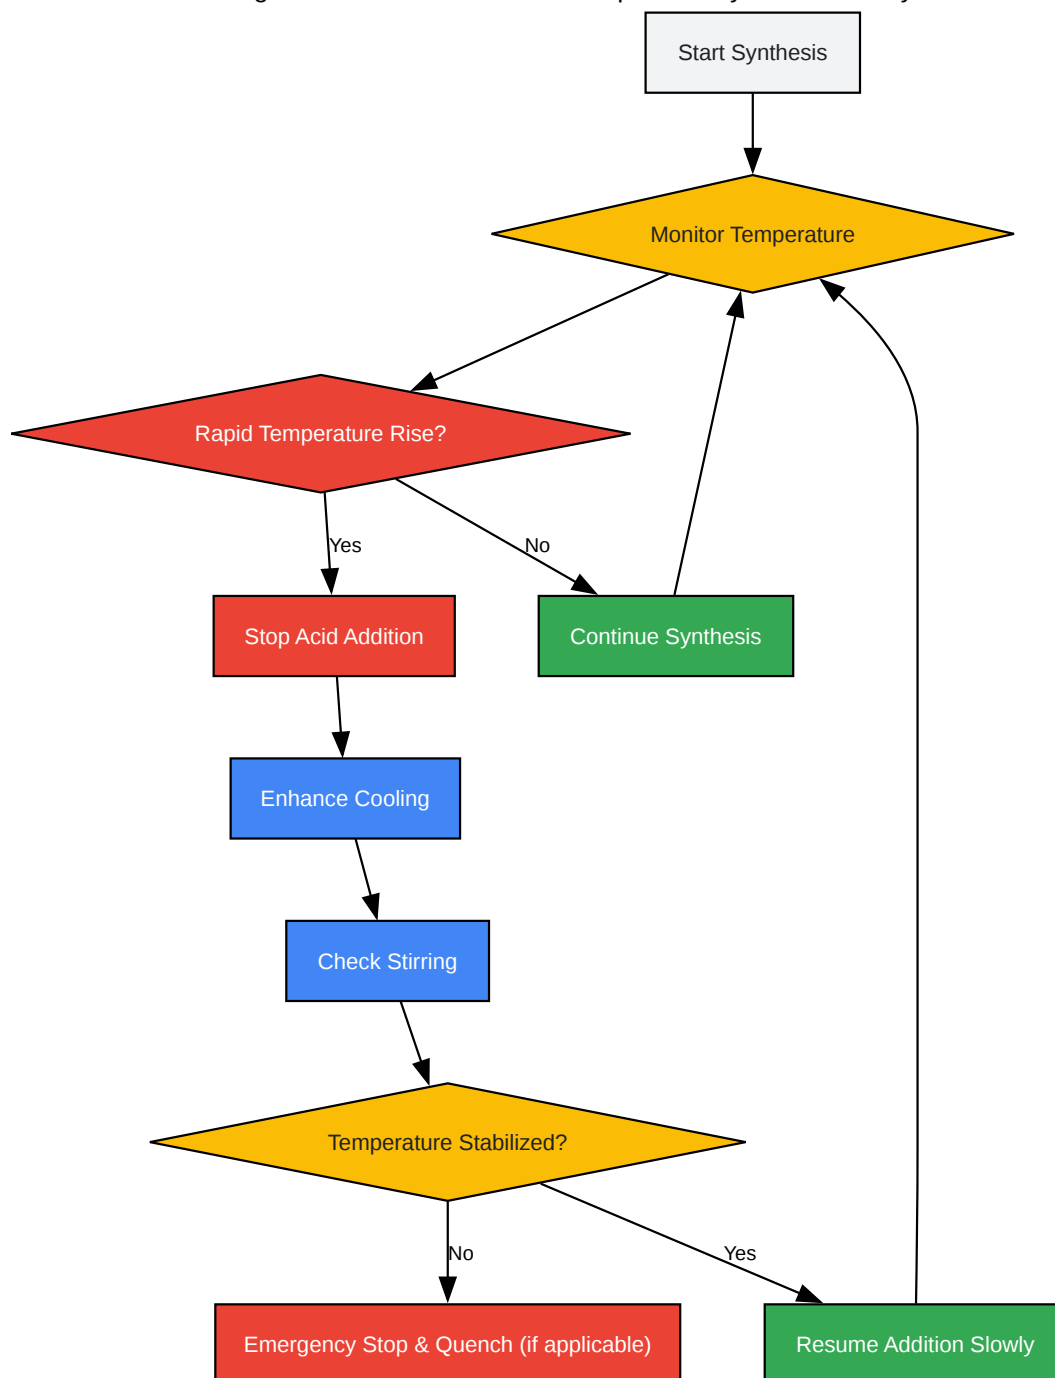 Start Synthesis
Monitor Temperature
Rapid Temperature Rise?
Yes
No
Stop Acid Addition
Continue Synthesis
Enhance Cooling
Check Stirring
Temperature Stabilized?
No
Yes
Emergency Stop & Quench (if applicable)
Resume Addition Slowly